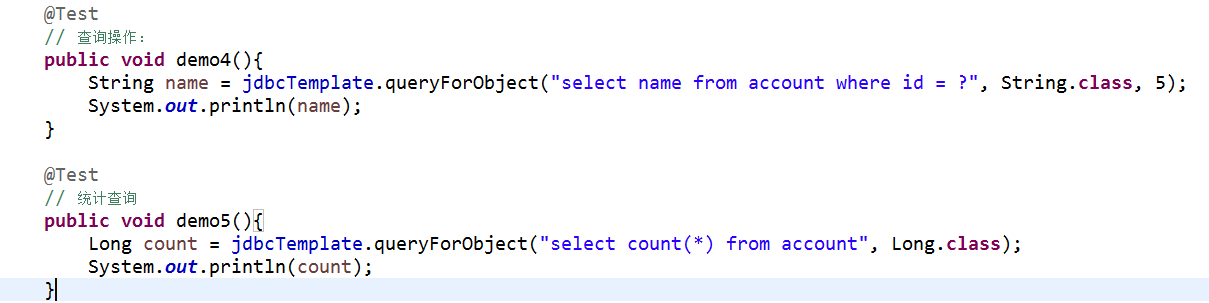 @Test
// 查询操作：
public void demo4(){
String name = jdbcTemplate.queryForObject("select name from account where id = ?", String.class, 5);
System.out.println(name);
}
@Test
// 统计查询
public void demo5(){
Long count = jdbcTemplate.queryForObject("select count(*) from account", Long.class);
System.out.println(count);
}